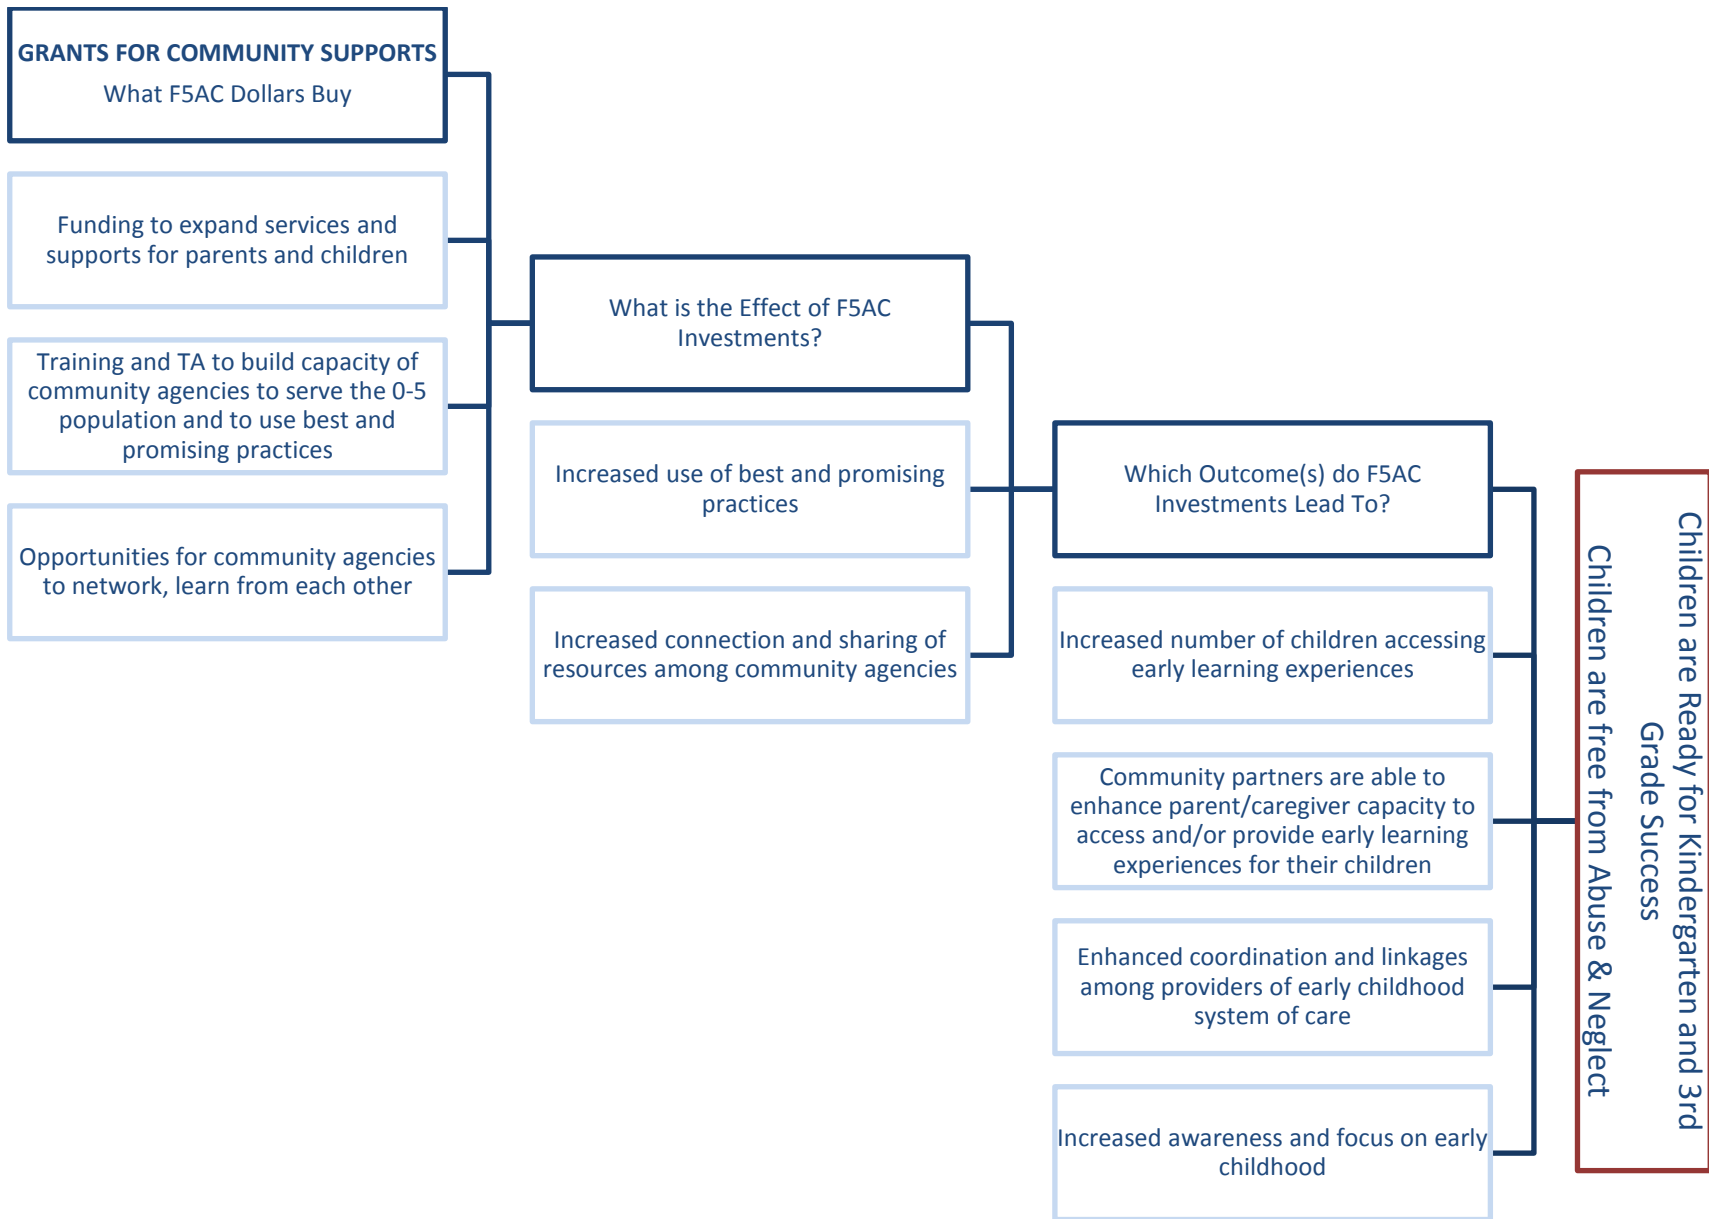 GRANTS FOR COMMUNITY SUPPORTS
What F5AC Dollars Buy
Funding to expand services and
supports for parents and children
Training and TA to build capacity of
community agencies to serve the 0-5
population and to use best and
promising practices
Opportunities for community agencies
to network, learn from each other
What is the Effect of F5AC
Investments?
Increased use of best and promising
practices
Increased connection and sharing of
resources among community agencies
Which Outcome(s) do F5AC
Investments Lead To?
Increased number of children accessing
early learning experiences
Community partners are able to
enhance parent/caregiver capacity to
access and/or provide early learning
experiences for their children
Enhanced coordination and linkages
among providers of early childhood
system of care
Increased awareness and focus on early
childhood
Children are Ready for Kindergarten and 3rd
Grade Success
Children are free from Abuse & Neglect